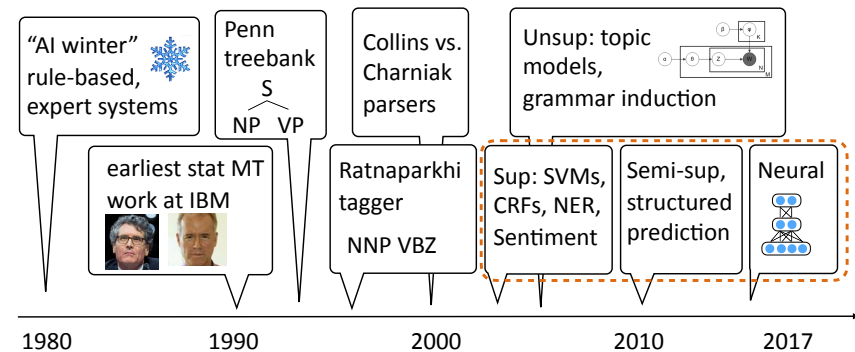 “AI winter”
rule-based,
expert systems
Penn
treebank
S
NP VP
Collins vs.
Charniak
parsers
Unsup: topic
models,
grammar induction
α θ Z W N M
β φ K
earliest stat MT
work at IBM
Ratnaparkhi
tagger
NNP VBZ
Sup: SVMs,
CRFs, NER,
Sentiment
Semi-sup,
structured
prediction
Neural
1980 1990 2000 2010 2017